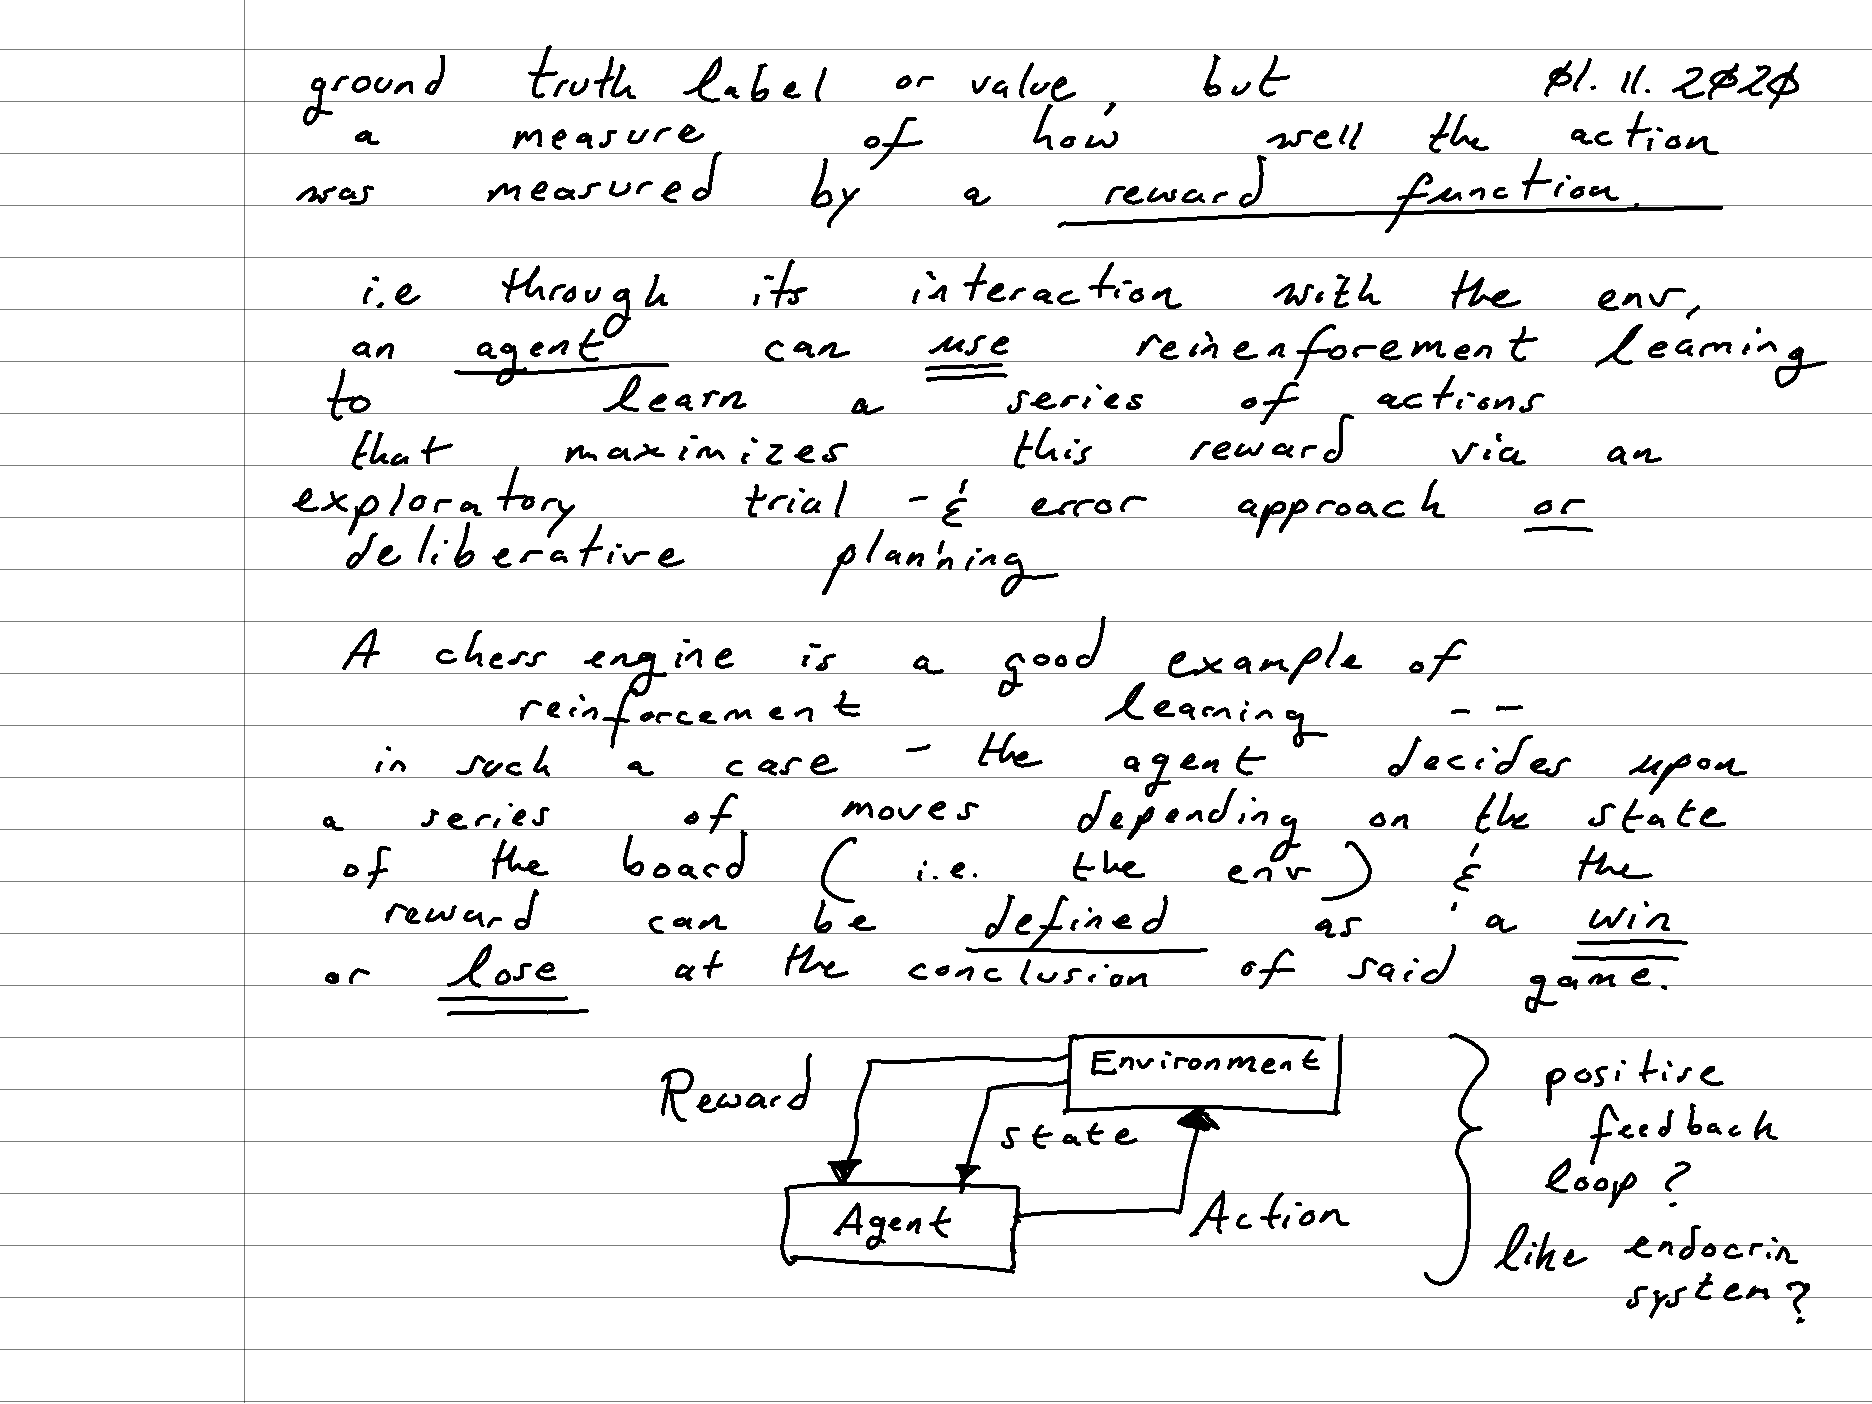 ground truth label or value, but 01.11.2020
a measure of how well the action
was measured by a reward function.
i.e through its interaction with the env,
an agent can use reinenforement learning
to learn a series of actions
that maximizes this reward via an
exploratory trial - & error approach or
deliberative planning
A chess engine is a good example of
reinforcement learning --
in such a case - the agent decides upon
a series of moves depending on the state
of the board (i.e. the env) & the
reward can be defined as a win
or lose at the conclusion of said game.
Environment
Reward
state
Agent
Action
positive
feedback
loop?
like endocrin
system?